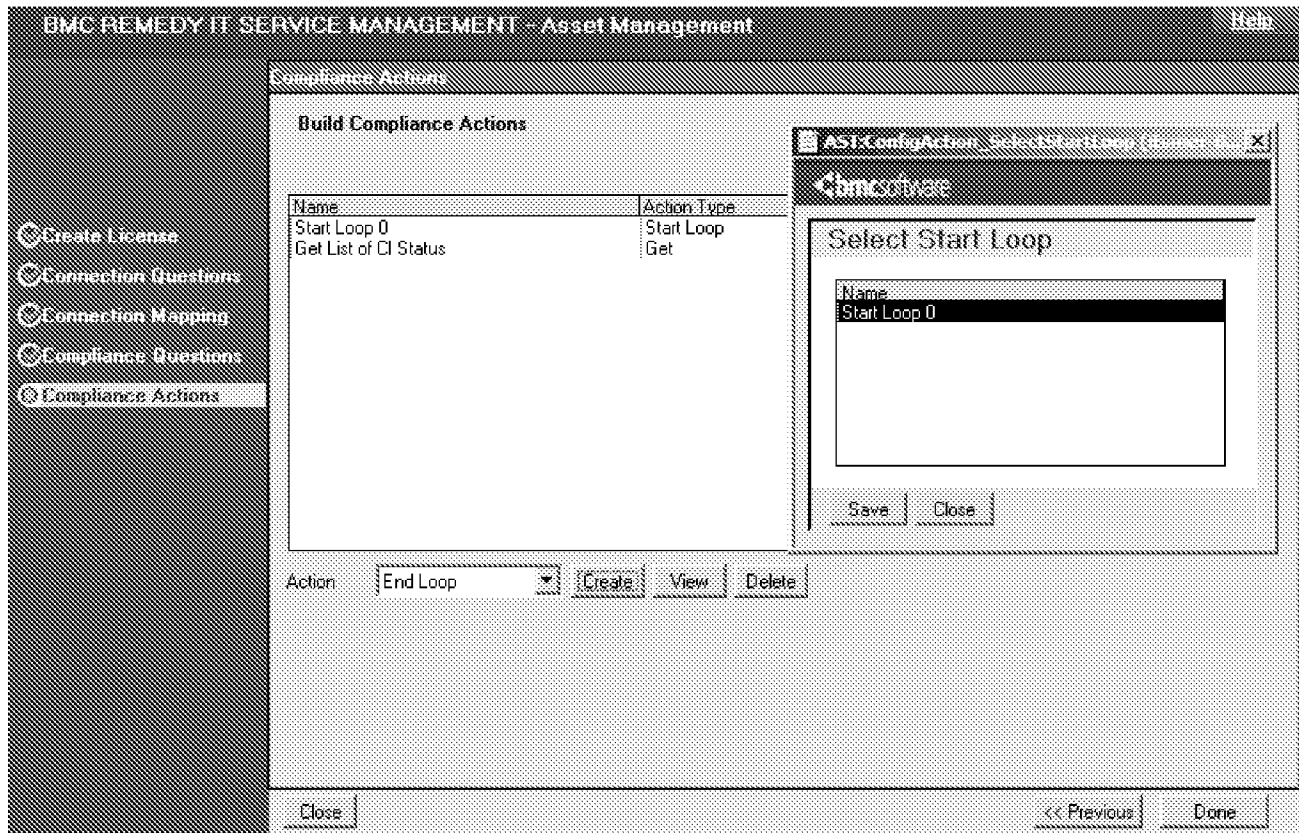 BMC REMEDY IT SERVICE MANAGEMENT - Asset Management
Help
Compliance Actions
Build Compliance Actions
Name Action Type
Start Loop 0 Start Loop
Get List of CI Status Get
Create License
Connection Questions
Connection Mapping
Compliance Questions
Compliance Actions
AST:ConfigAction_SelectStartLoop
bmcsoftware
Select Start Loop
Name
Start Loop 0
Save Close
Action End Loop Create View Delete
Close << Previous Done